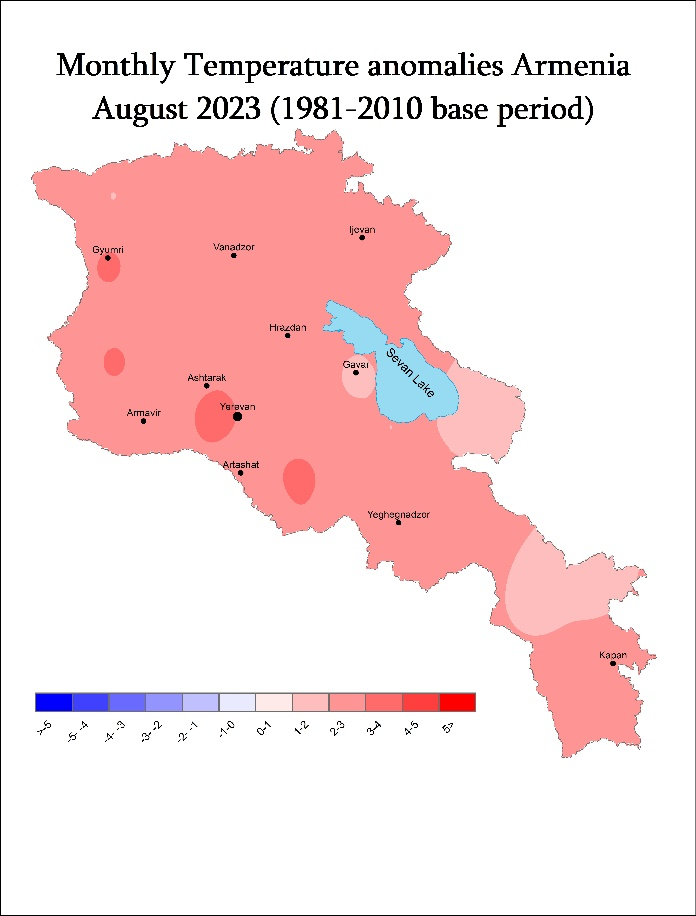 Monthly Temperature anomalies Armenia
August 2023 (1981-2010 base period)
Ijevan
Gyumri
Vanadzor
Hrazdan
Sevan Lake
Gavar
Ashtarak
Yerevan
Armavir
Artashat
Yeghegnadzor
Kapan
>-5
-5--4
-4--3
-3--2
-2--1
-1-0
0-1
1-2
2-3
3-4
4-5
5>